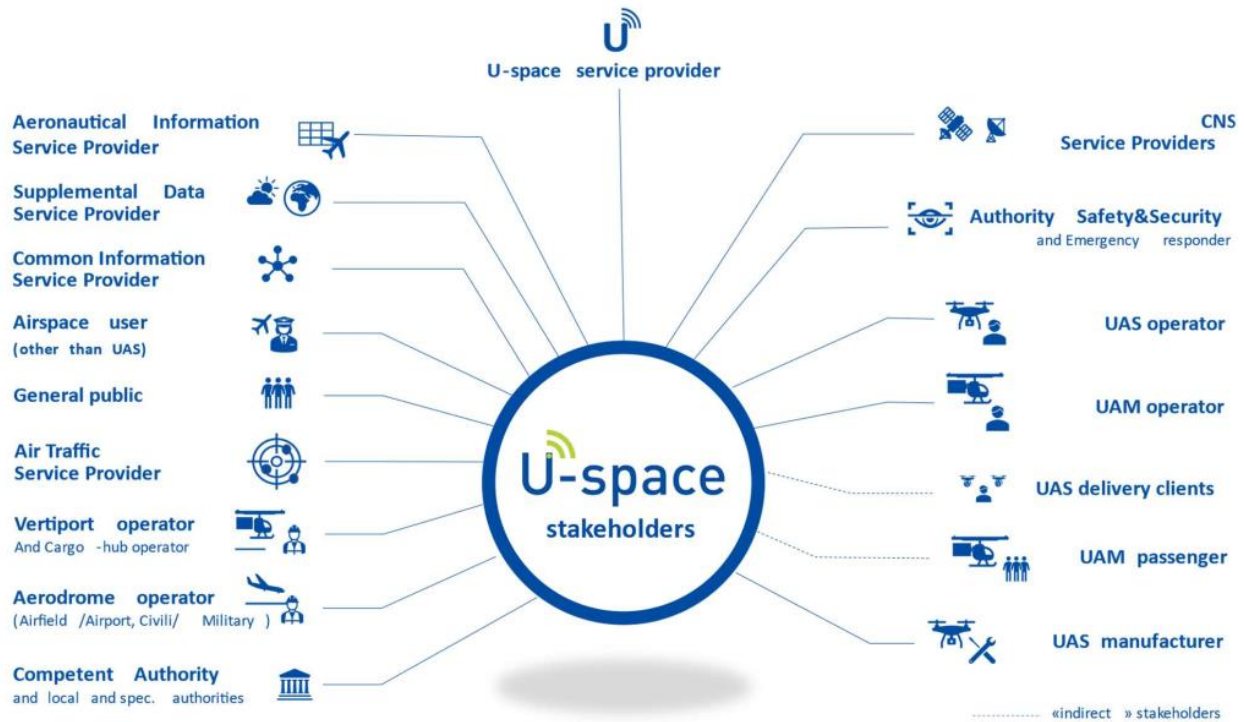 U
U-space service provider
Aeronautical Information
Service Provider
Supplemental Data
Service Provider
Common Information
Service Provider
Airspace user
(other than UAS)
General public
Air Traffic
Service Provider
Vertiport operator
And Cargo -hub operator
Aerodrome operator
(Airfield /Airport, Civili/ Military )
Competent Authority
and local and spec. authorities
U-space
stakeholders
CNS
Service Providers
Authority Safety&Security
and Emergency responder
UAS operator
UAM operator
UAS delivery clients
UAM passenger
UAS manufacturer
«indirect » stakeholders